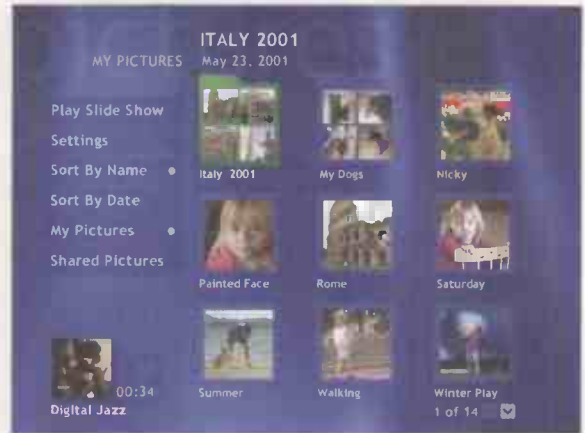 ITALY 2001
MY PICTURES May 23, 2001
Play Slide Show
Settings
Sort By Name
Sort By Date
My Pictures
Shared Pictures
Italy 2001 My Dogs Nicky
Painted Face Rome Saturday
Summer Walking Winter Play
00:34
Digital Jazz
1 of 14